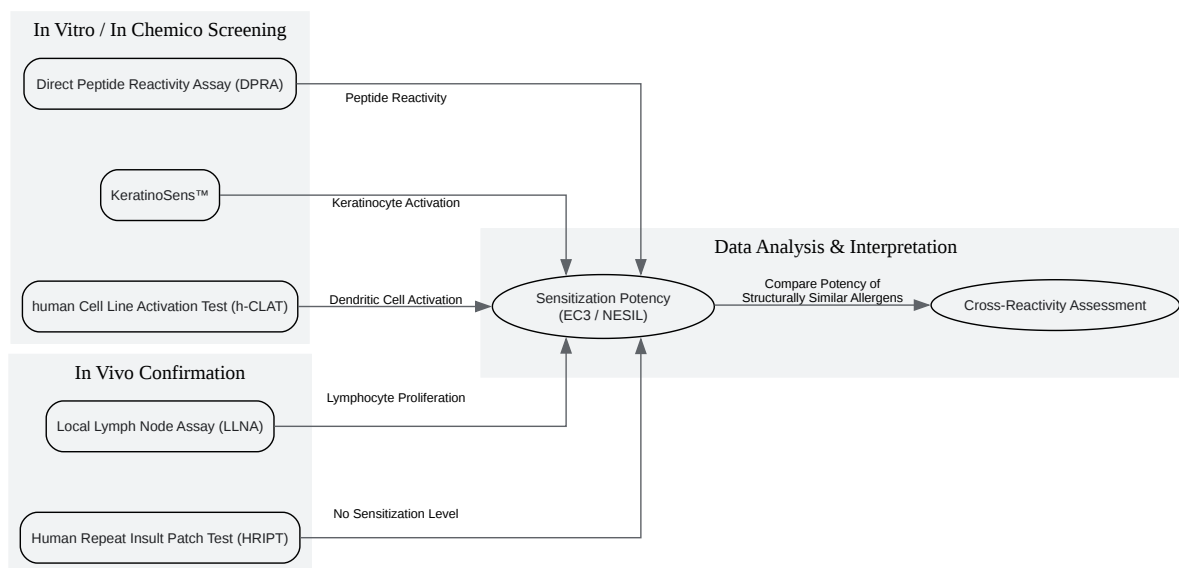 In Vitro / In Chemico Screening
Direct Peptide Reactivity Assay (DPRA)
Peptide Reactivity
KeratinoSens™
Keratinocyte Activation
human Cell Line Activation Test (h-CLAT)
Dendritic Cell Activation
Data Analysis & Interpretation
Sensitization Potency
(EC3 / NESIL)
Compare Potency of
Structurally Similar Allergens
Cross-Reactivity Assessment
In Vivo Confirmation
Local Lymph Node Assay (LLNA)
Lymphocyte Proliferation
Human Repeat Insult Patch Test (HRIPT)
No Sensitization Level